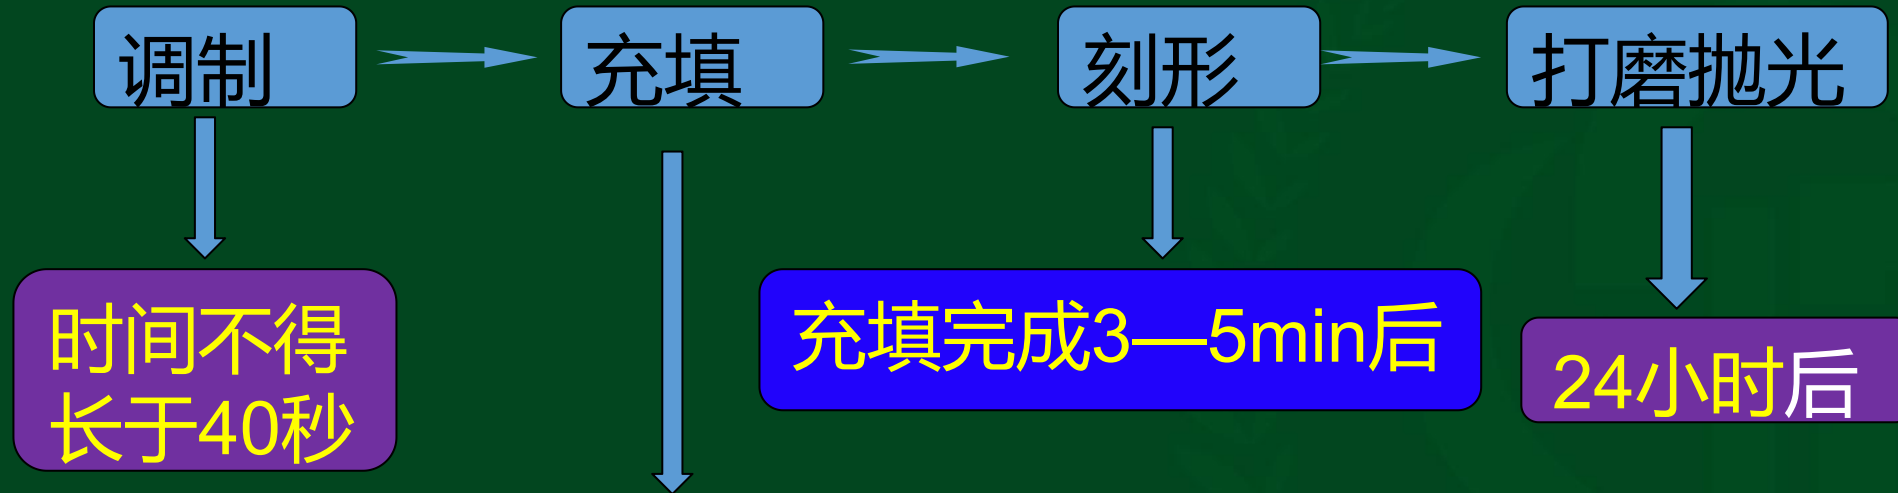 调制
充填
刻形
打磨抛光
时间不得
长于40秒
充填完成3—5min后
24小时后